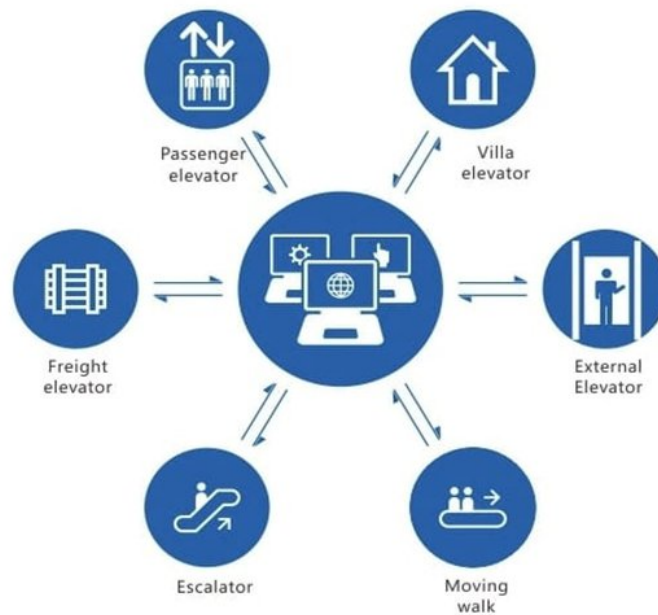 Passenger
elevator
Villa
elevator
Freight
elevator
External
Elevator
Escalator
Moving
walk